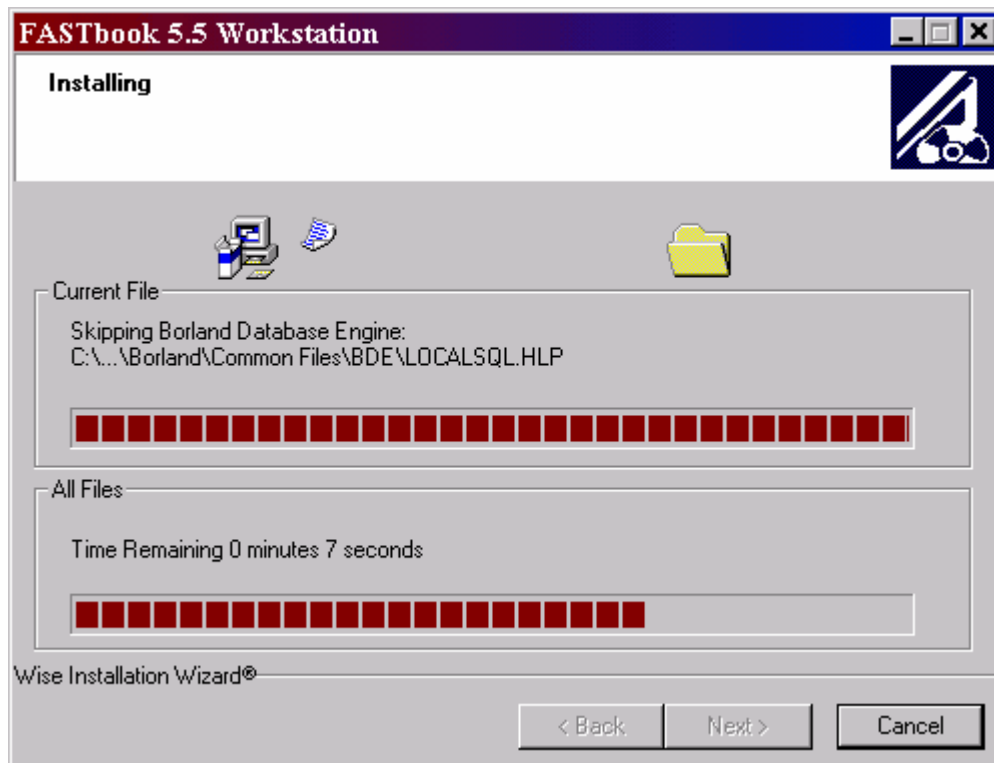 FASTbook 5.5 Workstation
Installing
Current File
Skipping Borland Database Engine:
C:\...\Borland\Common Files\BDE\LOCALSQL.HLP
All Files
Time Remaining 0 minutes 7 seconds
Wise Installation Wizard®
< Back
Next >
Cancel